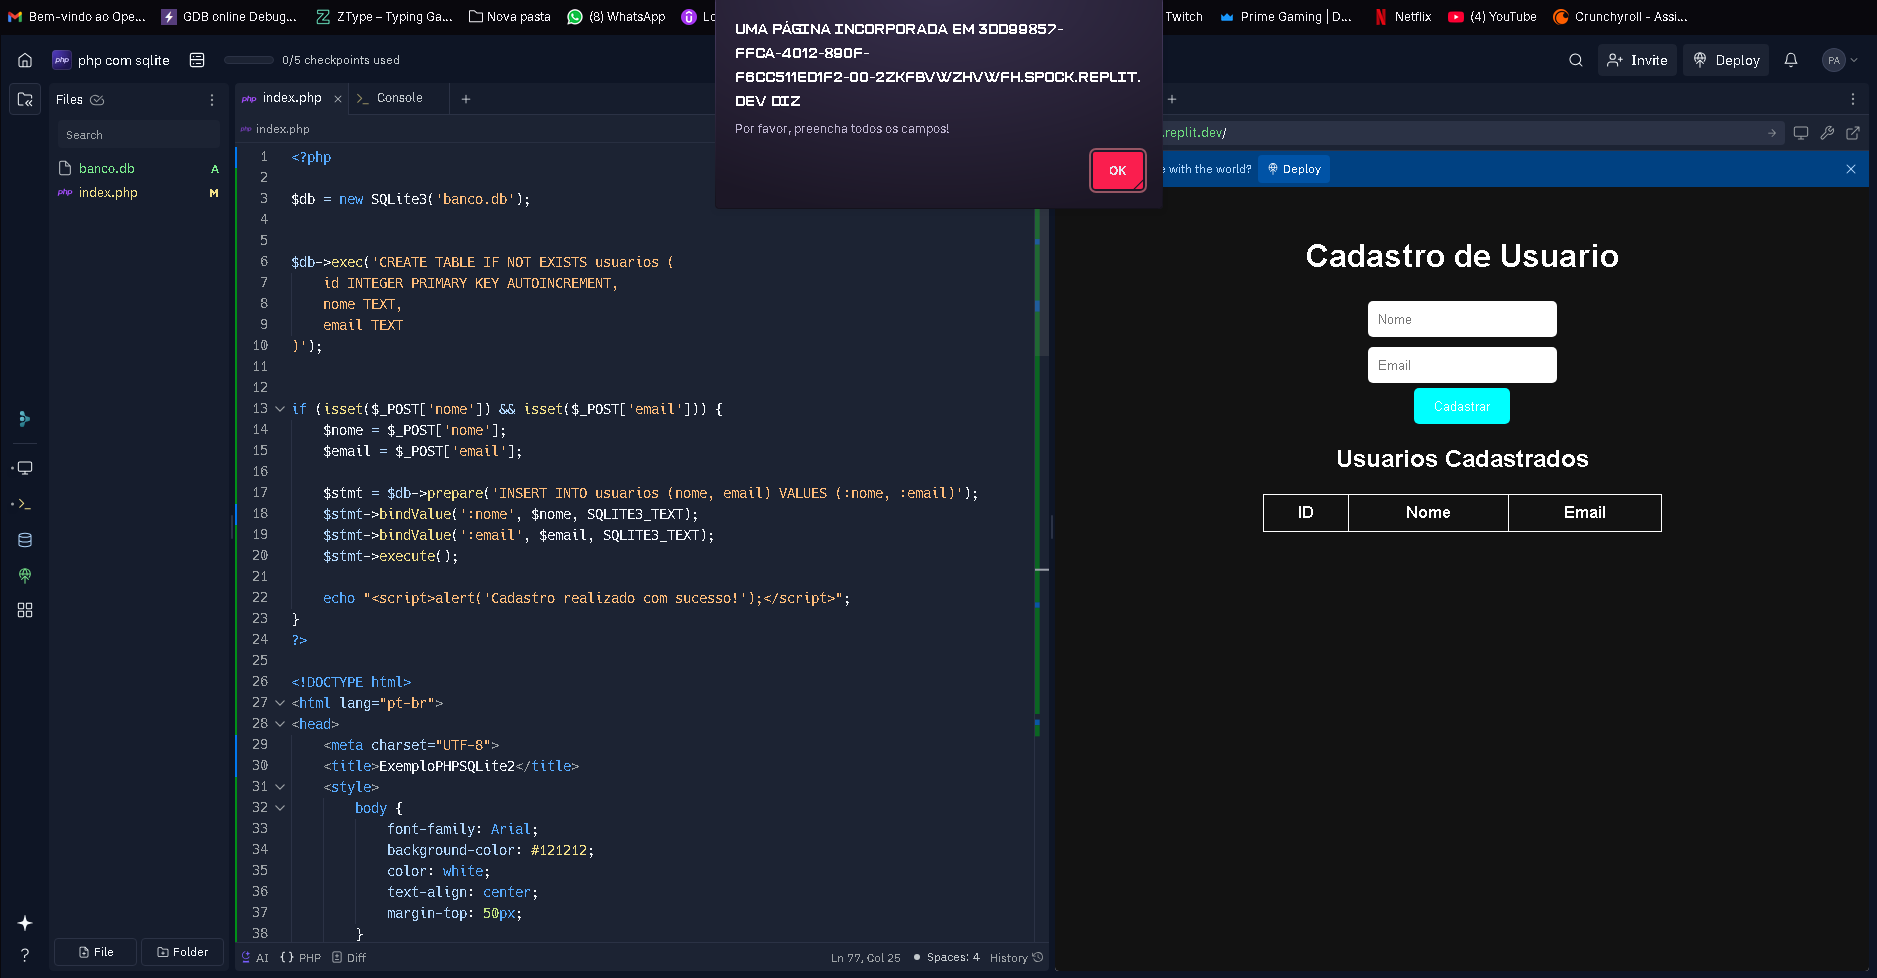 Bem-vindo ao Ope...
GDB online Debug...
ZType – Typing Ga...
Nova pasta
(8) WhatsApp
Twitch
Prime Gaming | D...
Netflix
(4) YouTube
Crunchyroll - Assi...
UMA PÁGINA INCORPORADA EM 3DD99857-
FFCA-4012-890F-
F6CC511ED1F2-00-2ZKFBVWZHVWFH.SPOCK.REPLIT.
DEV DIZ
Por favor, preencha todos os campos!
OK
php php com sqlite
0/5 checkpoints used
Invite
Deploy
PA
Files
Search
banco.db A
php index.php M
php index.php
Console
php index.php
.replit.dev/
e with the world?
Deploy
1 <?php
2
3 $db = new SQLite3('banco.db');
4
5
6 $db->exec('CREATE TABLE IF NOT EXISTS usuarios (
7 id INTEGER PRIMARY KEY AUTOINCREMENT,
8 nome TEXT,
9 email TEXT
10 )');
11
12
13 if (isset($_POST['nome']) && isset($_POST['email'])) {
14 $nome = $_POST['nome'];
15 $email = $_POST['email'];
16
17 $stmt = $db->prepare('INSERT INTO usuarios (nome, email) VALUES (:nome, :email)');
18 $stmt->bindValue(':nome', $nome, SQLITE3_TEXT);
19 $stmt->bindValue(':email', $email, SQLITE3_TEXT);
20 $stmt->execute();
21
22 echo "<script>alert('Cadastro realizado com sucesso!');</script>";
23 }
24 ?>
25
26 <!DOCTYPE html>
27 <html lang="pt-br">
28 <head>
29 <meta charset="UTF-8">
30 <title>ExemploPHPSQLite2</title>
31 <style>
32 body {
33 font-family: Arial;
34 background-color: #121212;
35 color: white;
36 text-align: center;
37 margin-top: 50px;
38 }
File
Folder
AI
{} PHP
Diff
Ln 77, Col 25
Spaces: 4
History
Cadastro de Usuario
Nome
Email
Cadastrar
Usuarios Cadastrados
ID Nome Email